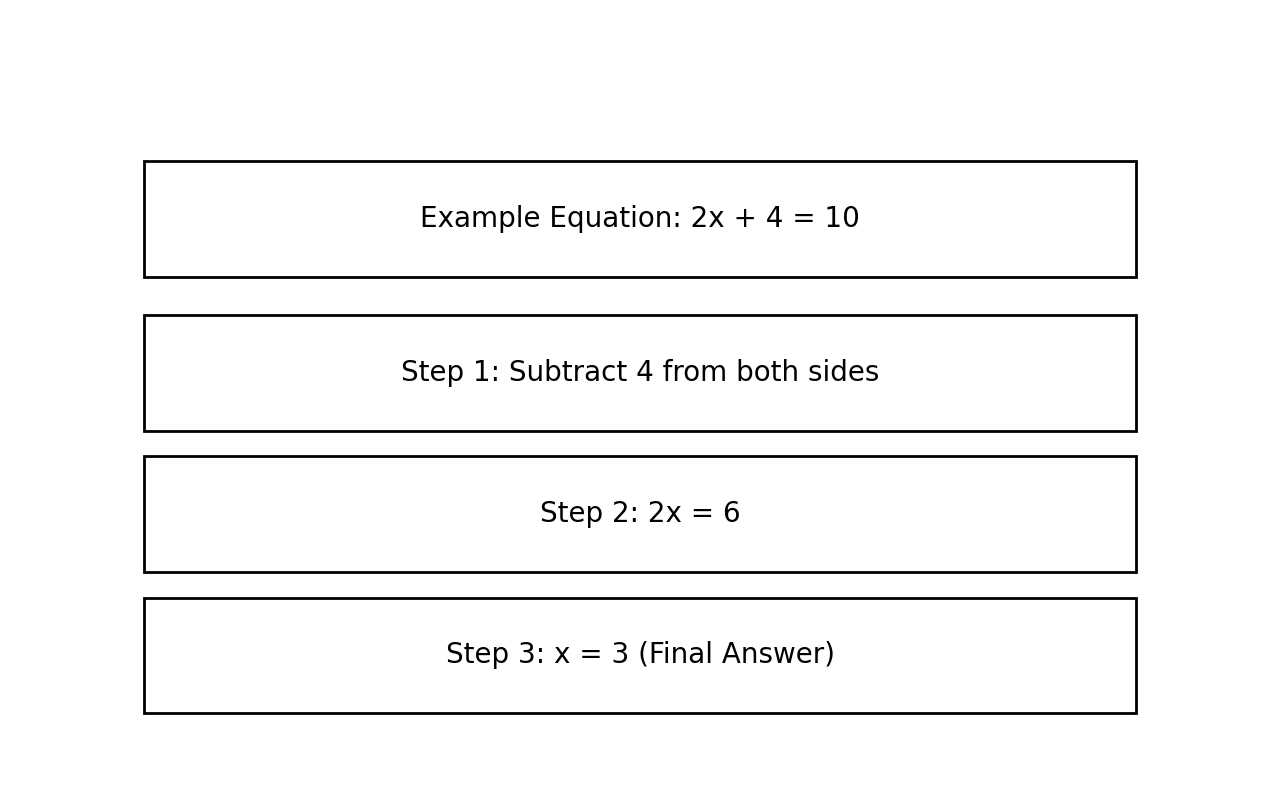 Example Equation: 2x + 4 = 10
Step 1: Subtract 4 from both sides
Step 2: 2x = 6
Step 3: x = 3 (Final Answer)